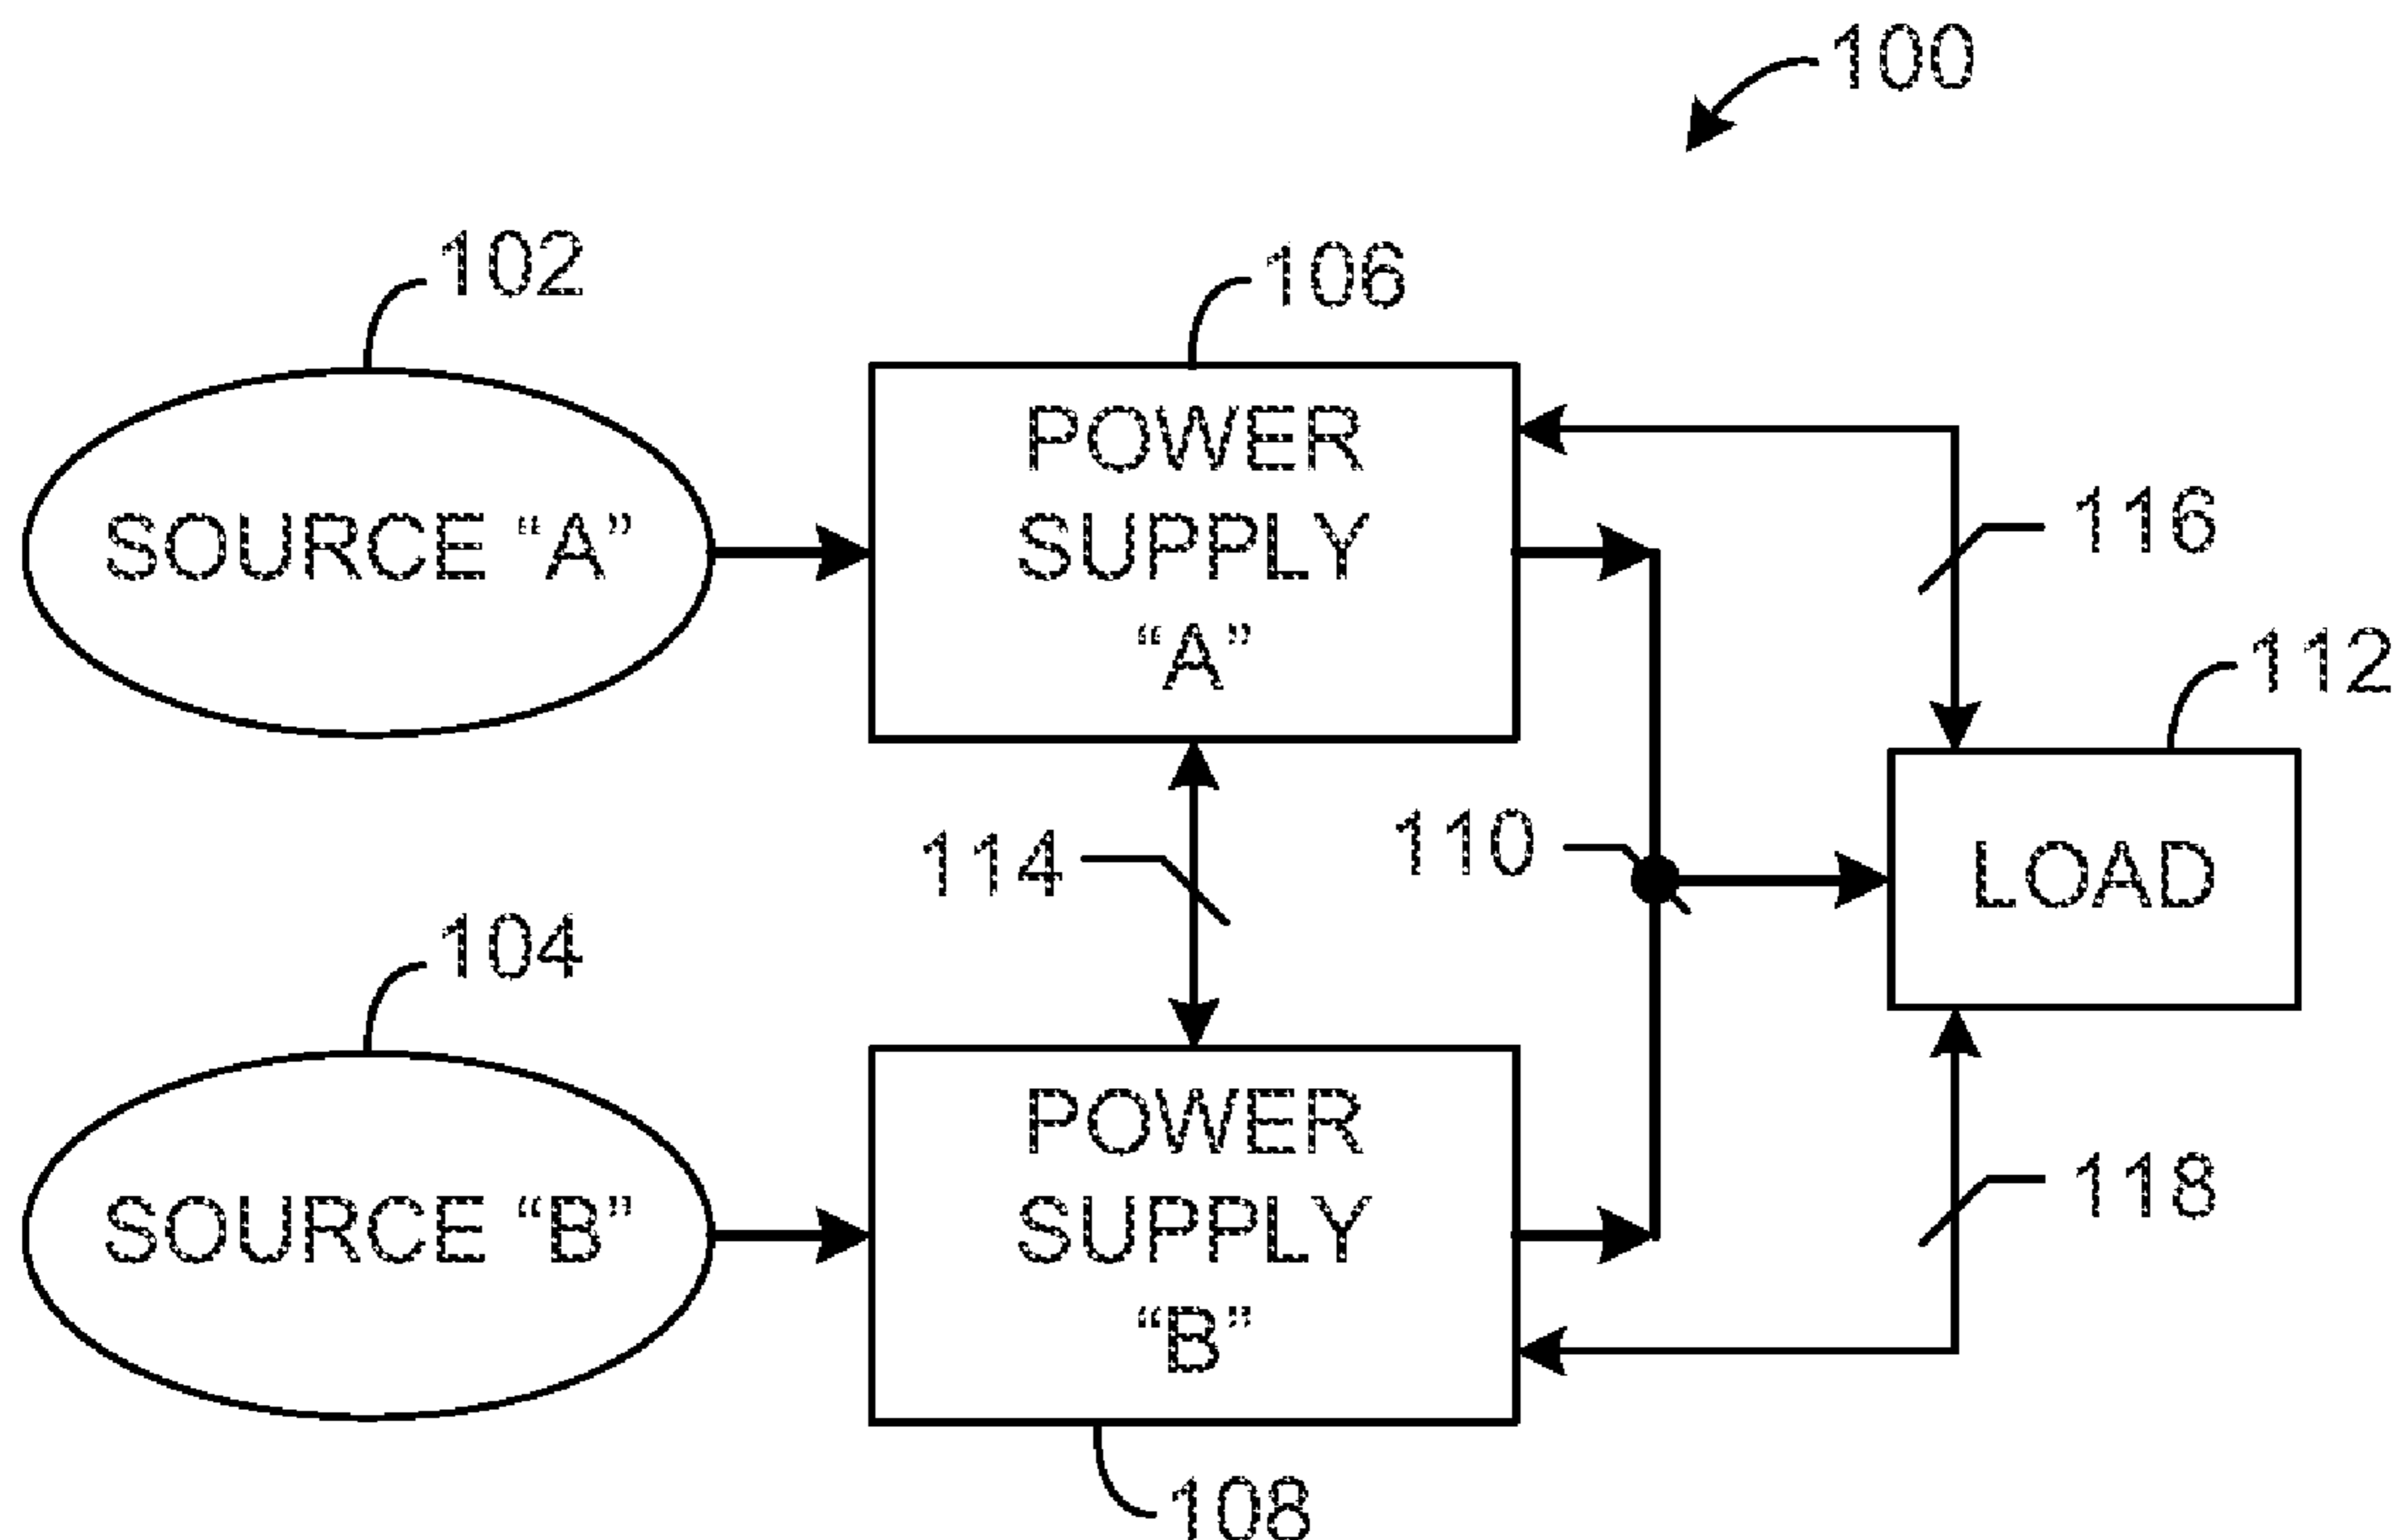 100
102
106
SOURCE “A”
POWER
SUPPLY
“A”
116
112
114
110
LOAD
104
SOURCE “B”
POWER
SUPPLY
“B”
118
108